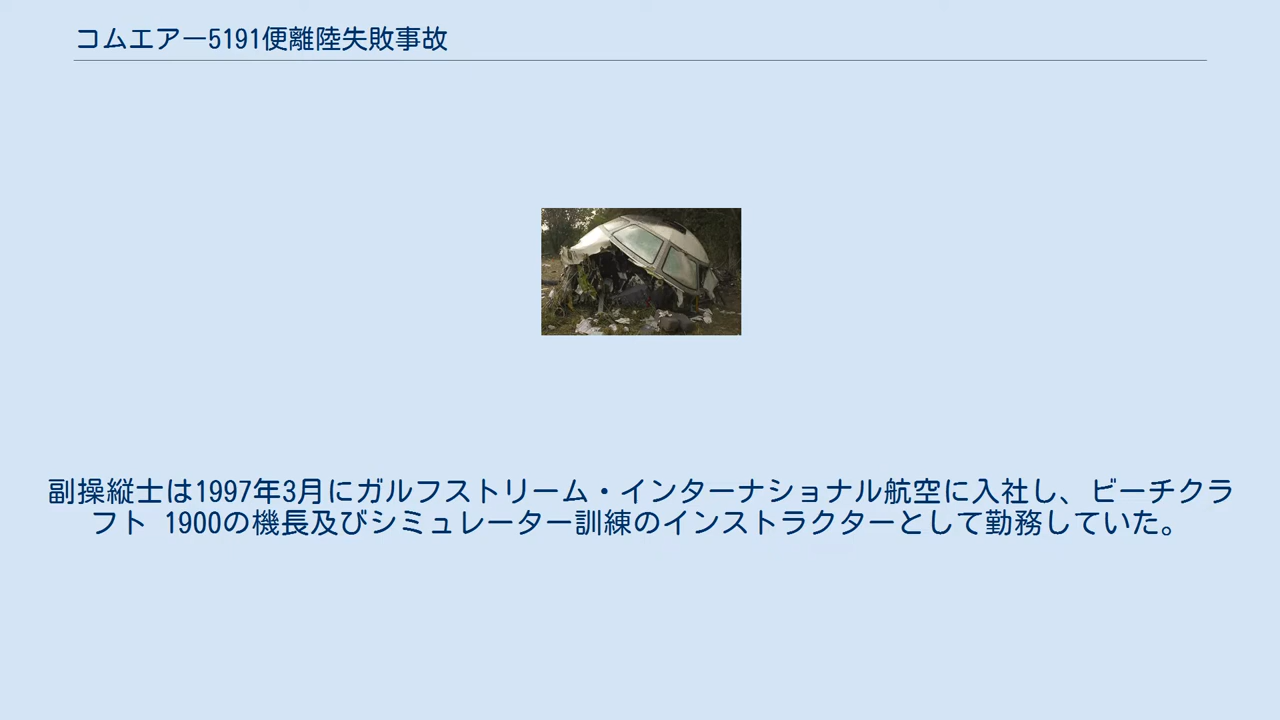 コムエアー5191便離陸失敗事故
副操縦士は1997年3月にガルフストリーム・インターナショナル航空に入社し、ビーチクラ
フト 1900の機長及びシミュレーター訓練のインストラクターとして勤務していた。